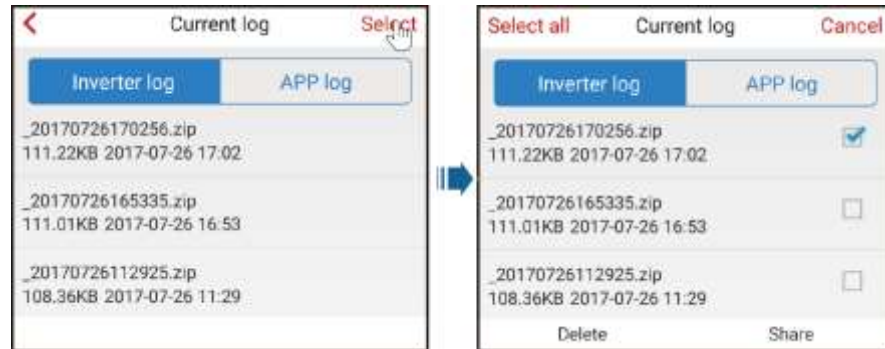 Current log
Select
Inverter log
APP log
_20170726170256.zip
111.22KB 2017-07-26 17:02
_20170726165335.zip
111.01KB 2017-07-26 16:53
_20170726112925.zip
108.36KB 2017-07-26 11:29
Select all
Current log
Cancel
Inverter log
APP log
_20170726170256.zip
111.22KB 2017-07-26 17:02
_20170726165335.zip
111.01KB 2017-07-26 16:53
_20170726112925.zip
108.36KB 2017-07-26 11:29
Delete
Share